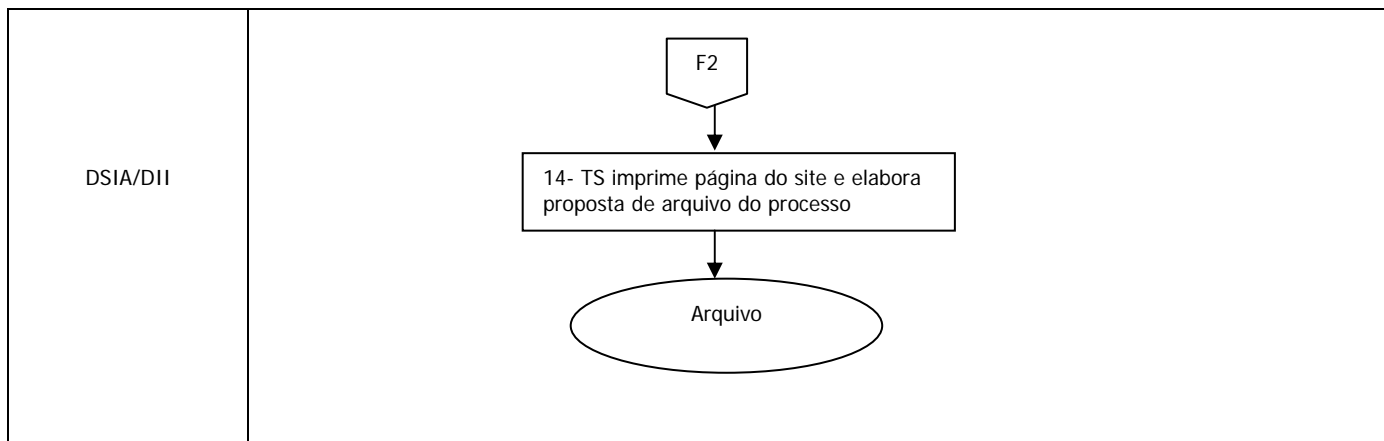 F2
DSIA/DII
14- TS imprime página do site e elabora
proposta de arquivo do processo
Arquivo